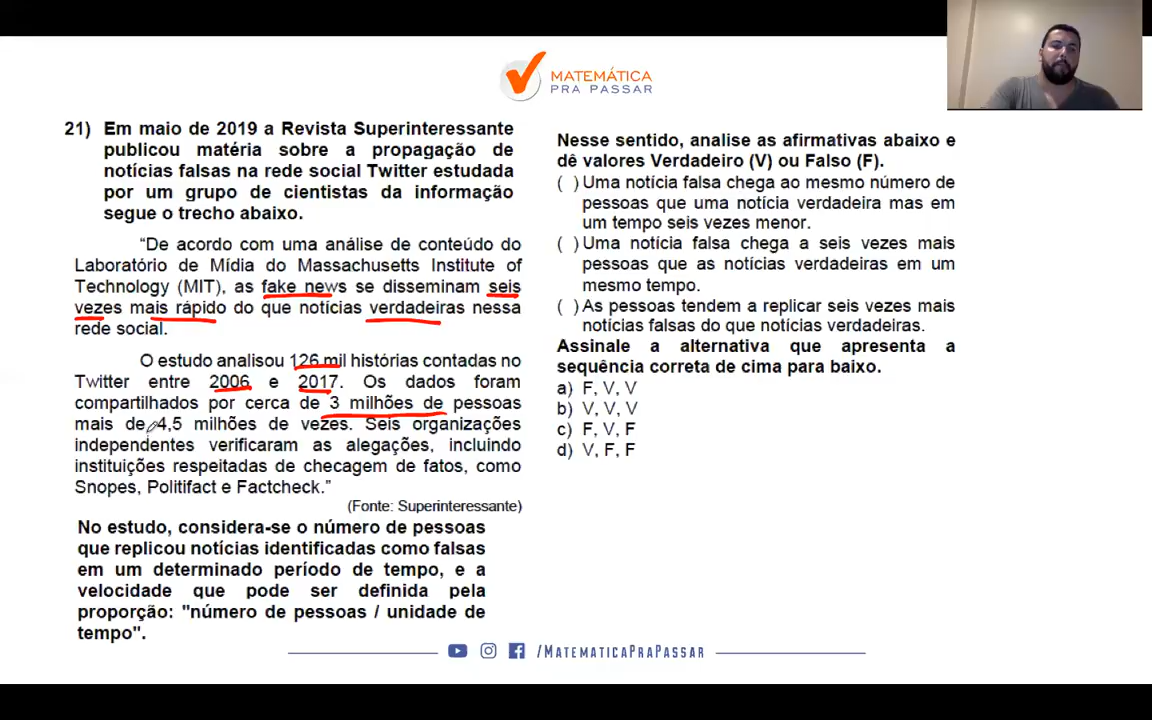 MATEMÁTICA
PRA PASSAR
21) Em maio de 2019 a Revista Superinteressante
publicou matéria sobre a propagação de
notícias falsas na rede social Twitter estudada
por um grupo de cientistas da informação
segue o trecho abaixo.
“De acordo com uma análise de conteúdo do
Laboratório de Mídia do Massachusetts Institute of
Technology (MIT), as fake news se disseminam seis
vezes mais rápido do que notícias verdadeiras nessa
rede social.
O estudo analisou 126 mil histórias contadas no
Twitter entre 2006 e 2017. Os dados foram
compartilhados por cerca de 3 milhões de pessoas
mais de 4,5 milhões de vezes. Seis organizações
independentes verificaram as alegações, incluindo
instituições respeitadas de checagem de fatos, como
Snopes, Politifact e Factcheck.”
(Fonte: Superinteressante)
No estudo, considera-se o número de pessoas
que replicou notícias identificadas como falsas
em um determinado período de tempo, e a
velocidade que pode ser definida pela
proporção: "número de pessoas / unidade de
tempo".
Nesse sentido, analise as afirmativas abaixo e
dê valores Verdadeiro (V) ou Falso (F).
( ) Uma notícia falsa chega ao mesmo número de
pessoas que uma notícia verdadeira mas em
um tempo seis vezes menor.
( ) Uma notícia falsa chega a seis vezes mais
pessoas que as notícias verdadeiras em um
mesmo tempo.
( ) As pessoas tendem a replicar seis vezes mais
notícias falsas do que notícias verdadeiras.
Assinale a alternativa que apresenta a
sequência correta de cima para baixo.
a) F, V, V
b) V, V, V
c) F, V, F
d) V, F, F
/MATEMATICAPRAPASSAR